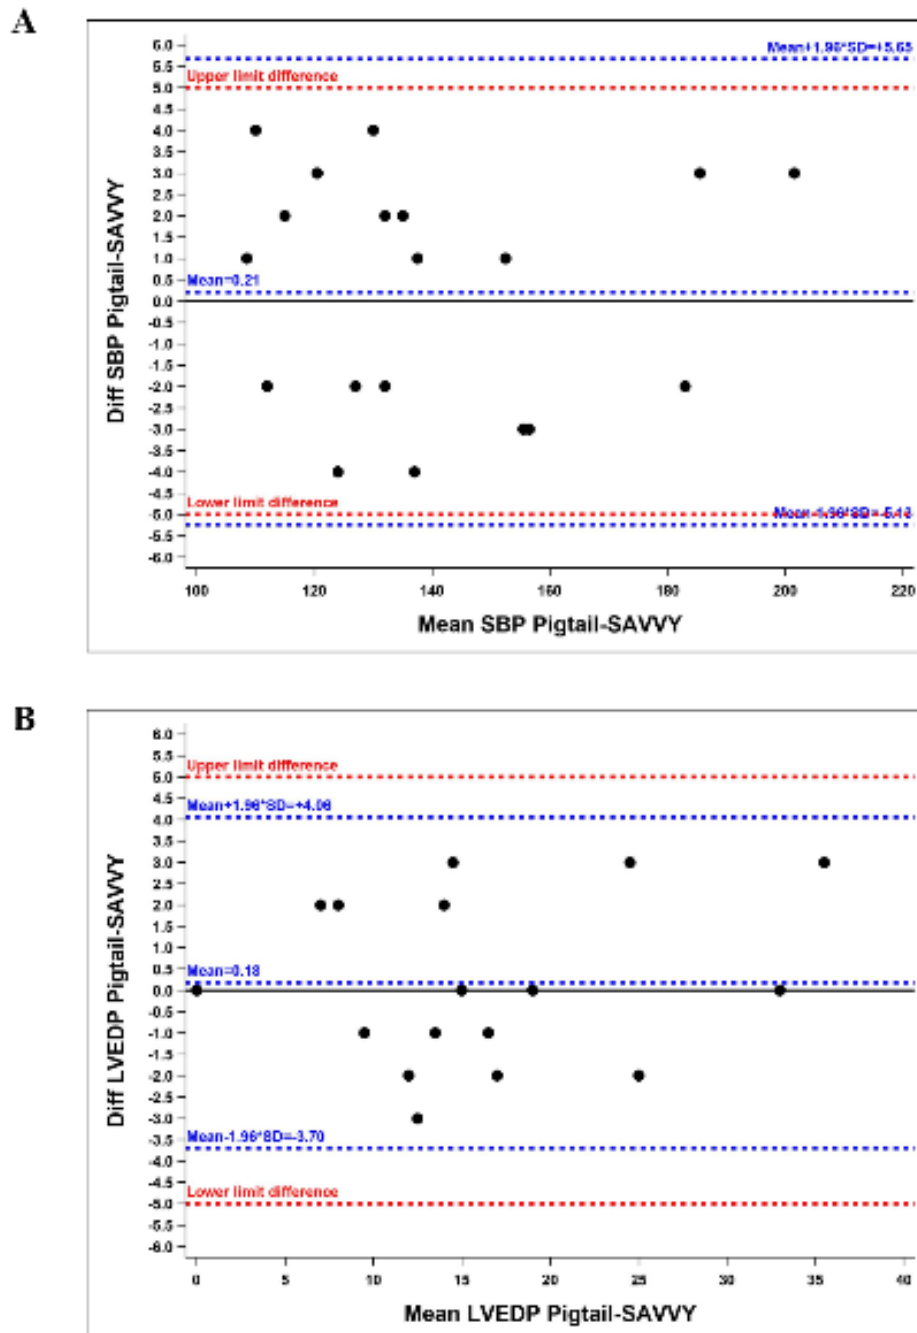 A
6.0
5.5
5.0
4.5
4.0
3.5
3.0
2.5
2.0
1.5
1.0
0.5
0.0
-0.5
-1.0
-1.5
-2.0
-2.5
-3.0
-3.5
-4.0
-4.5
-5.0
-5.5
-6.0
Diff SBP Pigtail-SAVVY
Mean+1.96*SD=+5.65
Upper limit difference
Mean=0.21
Lower limit difference
100 120 140 160 180 200 220
Mean SBP Pigtail-SAVVY
B
6.0
5.5
5.0
4.5
4.0
3.5
3.0
2.5
2.0
1.5
1.0
0.5
0.0
-0.5
-1.0
-1.5
-2.0
-2.5
-3.0
-3.5
-4.0
-4.5
-5.0
-5.5
-6.0
Diff LVEDP Pigtail-SAVVY
Upper limit difference
Mean+1.96*SD=+4.06
Mean=0.18
Mean-1.96*SD=-3.70
Lower limit difference
0 5 10 15 20 25 30 35 40
Mean LVEDP Pigtail-SAVVY